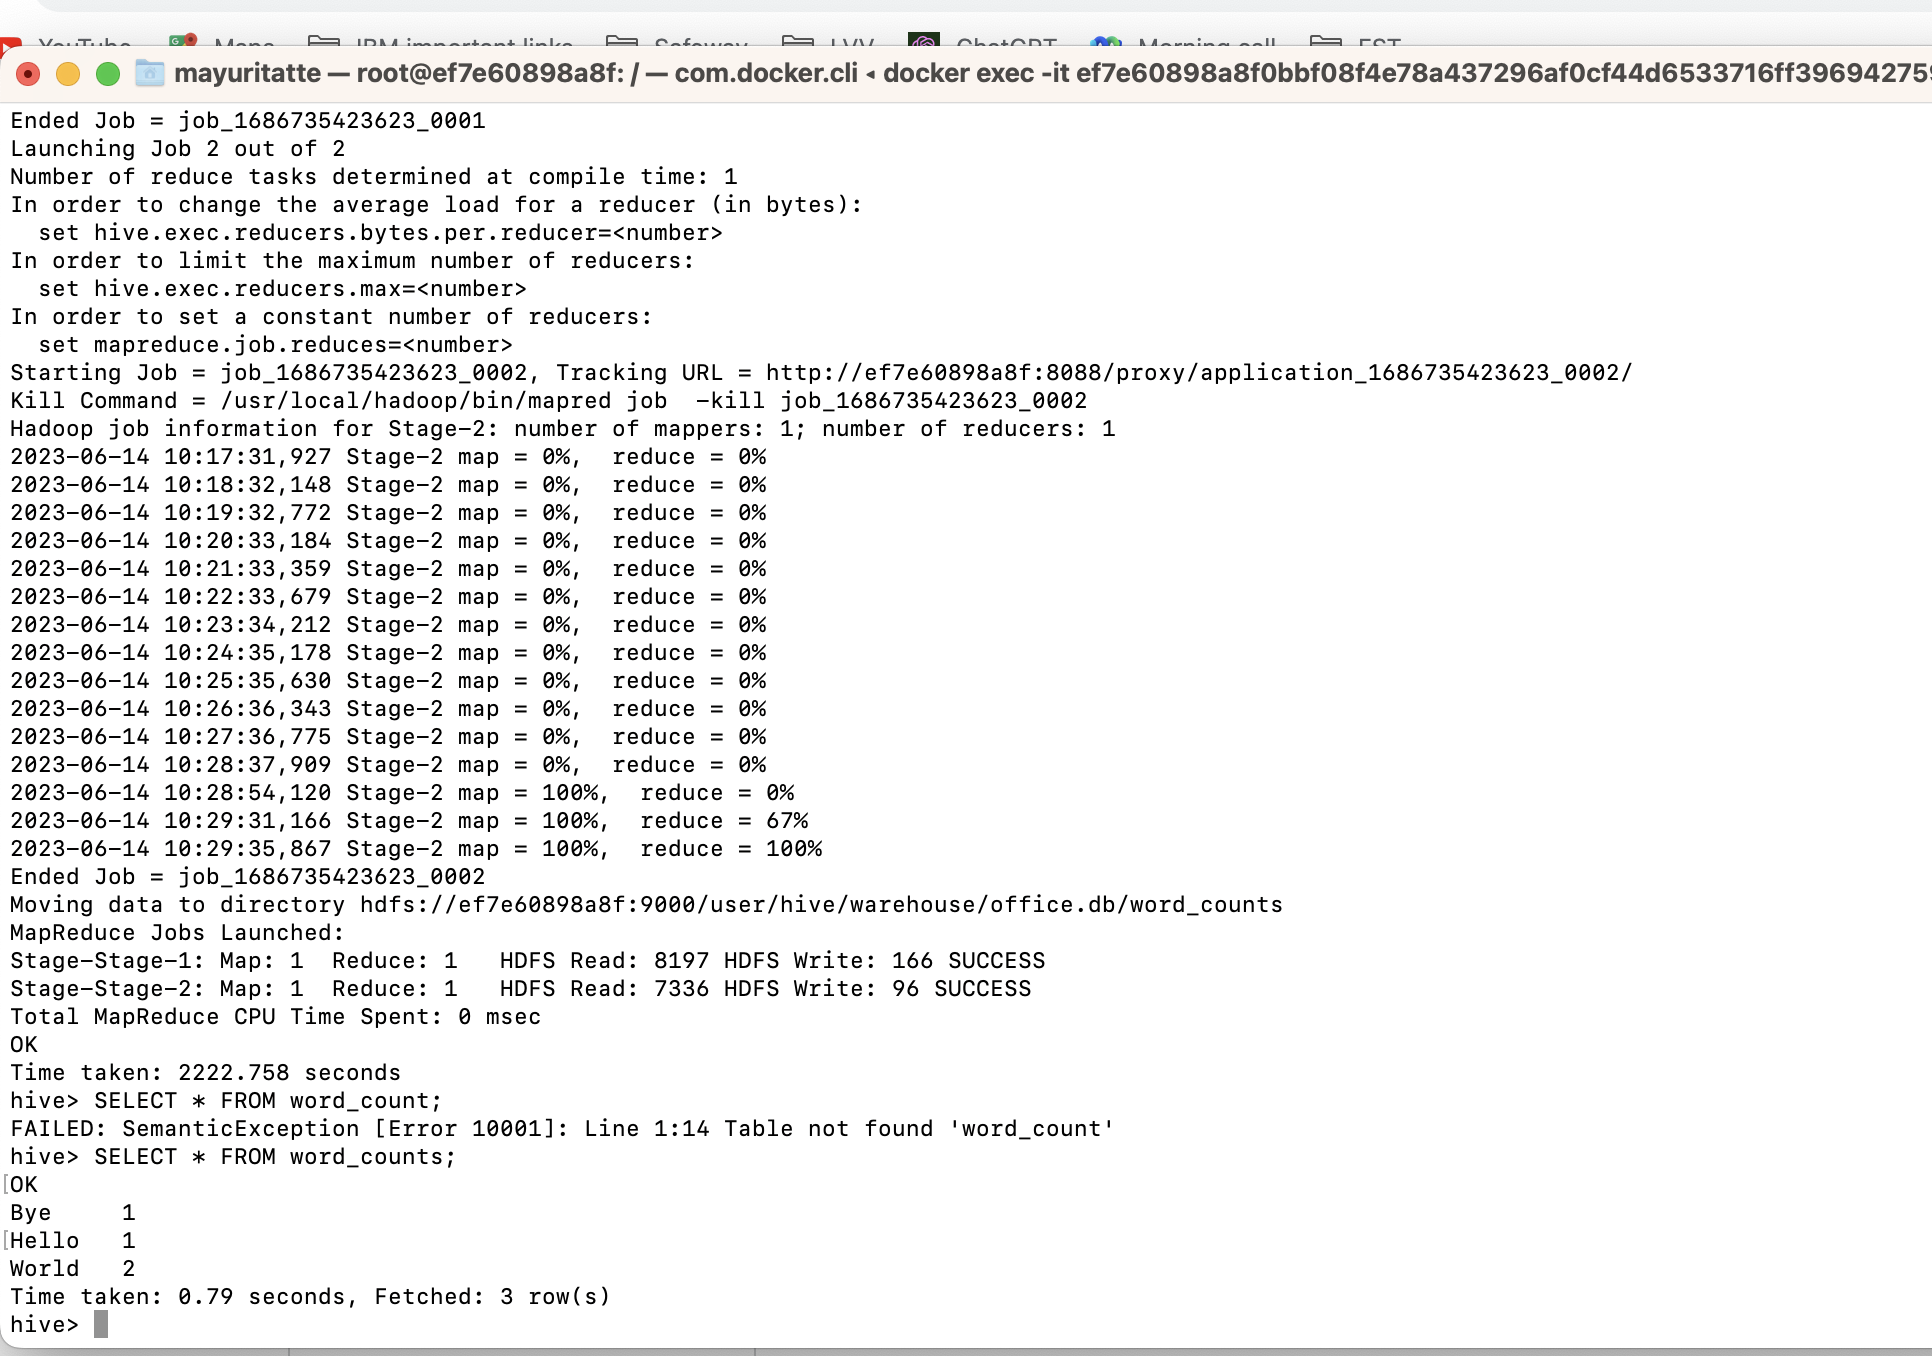 YouTube Maps IBM important links Safeway LVV ChatGPT Morning call EST
mayuritatte — root@ef7e60898a8f: / — com.docker.cli ◂ docker exec -it ef7e60898a8f0bbf08f4e78a437296af0cf44d6533716ff396942759
Ended Job = job_1686735423623_0001
Launching Job 2 out of 2
Number of reduce tasks determined at compile time: 1
In order to change the average load for a reducer (in bytes):
  set hive.exec.reducers.bytes.per.reducer=<number>
In order to limit the maximum number of reducers:
  set hive.exec.reducers.max=<number>
In order to set a constant number of reducers:
  set mapreduce.job.reduces=<number>
Starting Job = job_1686735423623_0002, Tracking URL = http://ef7e60898a8f:8088/proxy/application_1686735423623_0002/
Kill Command = /usr/local/hadoop/bin/mapred job  -kill job_1686735423623_0002
Hadoop job information for Stage-2: number of mappers: 1; number of reducers: 1
2023-06-14 10:17:31,927 Stage-2 map = 0%,  reduce = 0%
2023-06-14 10:18:32,148 Stage-2 map = 0%,  reduce = 0%
2023-06-14 10:19:32,772 Stage-2 map = 0%,  reduce = 0%
2023-06-14 10:20:33,184 Stage-2 map = 0%,  reduce = 0%
2023-06-14 10:21:33,359 Stage-2 map = 0%,  reduce = 0%
2023-06-14 10:22:33,679 Stage-2 map = 0%,  reduce = 0%
2023-06-14 10:23:34,212 Stage-2 map = 0%,  reduce = 0%
2023-06-14 10:24:35,178 Stage-2 map = 0%,  reduce = 0%
2023-06-14 10:25:35,630 Stage-2 map = 0%,  reduce = 0%
2023-06-14 10:26:36,343 Stage-2 map = 0%,  reduce = 0%
2023-06-14 10:27:36,775 Stage-2 map = 0%,  reduce = 0%
2023-06-14 10:28:37,909 Stage-2 map = 0%,  reduce = 0%
2023-06-14 10:28:54,120 Stage-2 map = 100%,  reduce = 0%
2023-06-14 10:29:31,166 Stage-2 map = 100%,  reduce = 67%
2023-06-14 10:29:35,867 Stage-2 map = 100%,  reduce = 100%
Ended Job = job_1686735423623_0002
Moving data to directory hdfs://ef7e60898a8f:9000/user/hive/warehouse/office.db/word_counts
MapReduce Jobs Launched:
Stage-Stage-1: Map: 1  Reduce: 1   HDFS Read: 8197 HDFS Write: 166 SUCCESS
Stage-Stage-2: Map: 1  Reduce: 1   HDFS Read: 7336 HDFS Write: 96 SUCCESS
Total MapReduce CPU Time Spent: 0 msec
OK
Time taken: 2222.758 seconds
hive> SELECT * FROM word_count;
FAILED: SemanticException [Error 10001]: Line 1:14 Table not found 'word_count'
hive> SELECT * FROM word_counts;
OK
Bye     1
Hello   1
World   2
Time taken: 0.79 seconds, Fetched: 3 row(s)
hive>